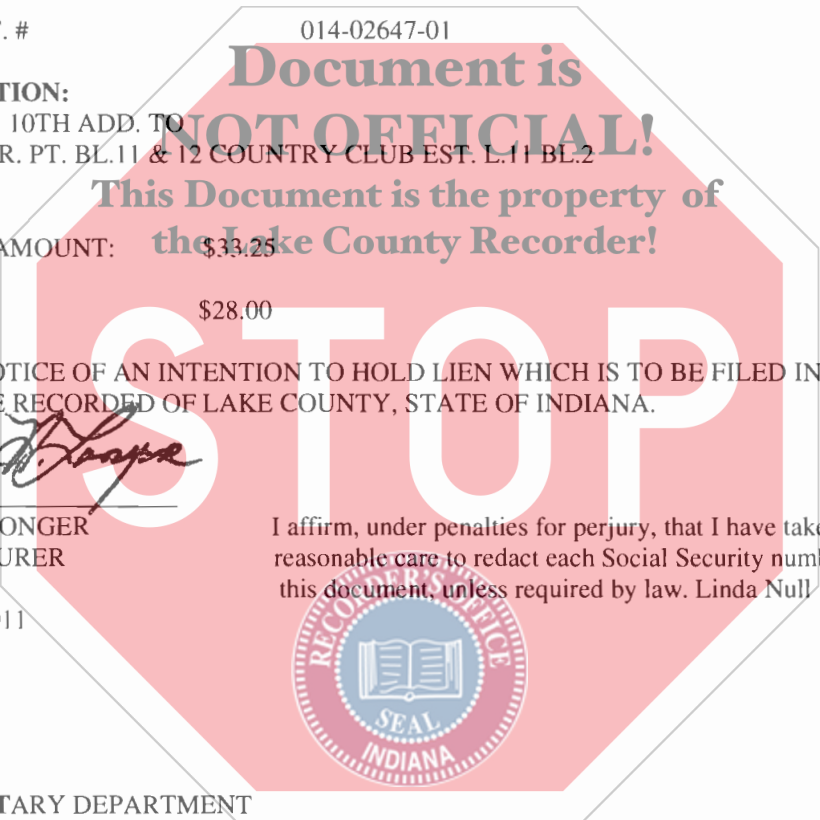 . # 014-02647-01
Document is
TION:
10TH ADD. TO
NOT OFFICIAL!
R. PT. BL.11 & 12 COUNTRY CLUB EST. L.11 BL.2
This Document is the property of
AMOUNT: $33.25
the Lake County Recorder!
$28.00
STOP
OTICE OF AN INTENTION TO HOLD LIEN WHICH IS TO BE FILED IN
E RECORDED OF LAKE COUNTY, STATE OF INDIANA.
ONGER
URER
I affirm, under penalties for perjury, that I have take
reasonable care to redact each Social Security numb
this document, unless required by law. Linda Null
11
RECORDER'S OFFICE
SEAL
INDIANA
TARY DEPARTMENT